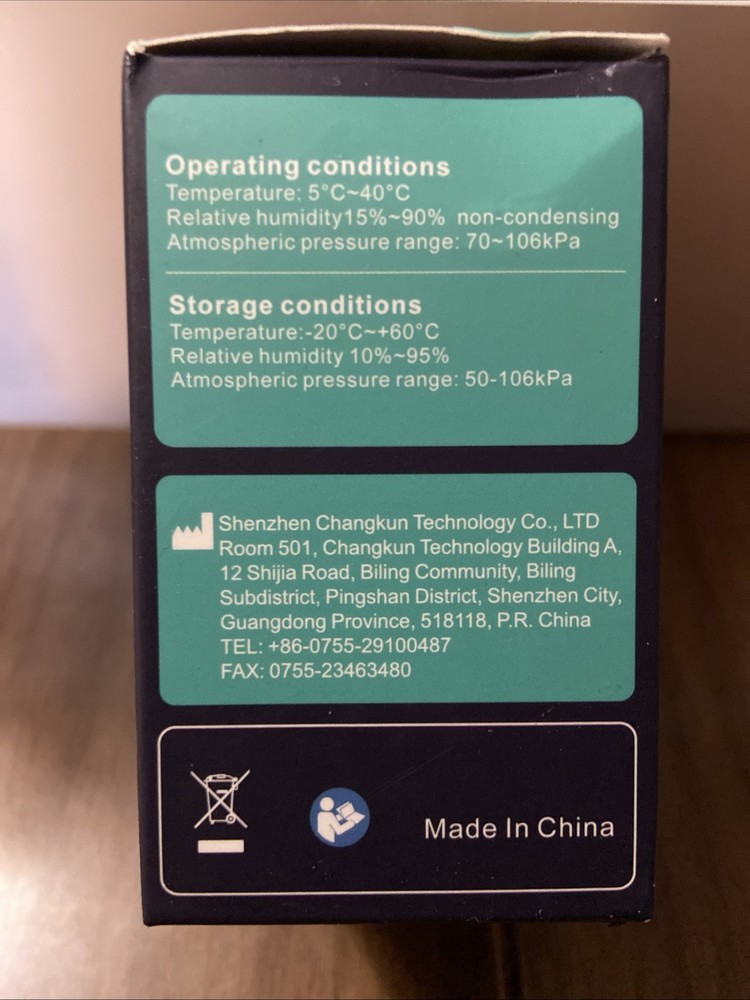 Operating conditions
Temperature: 5°C~40°C
Relative humidity15%~90% non-condensing
Atmospheric pressure range: 70~106kPa
Storage conditions
Temperature:-20°C~+60°C
Relative humidity 10%~95%
Atmospheric pressure range: 50-106kPa
Shenzhen Changkun Technology Co., LTD
Room 501, Changkun Technology Building A,
12 Shijia Road, Biling Community, Biling
Subdistrict, Pingshan District, Shenzhen City,
Guangdong Province, 518118, P.R. China
TEL: +86-0755-29100487
FAX: 0755-23463480
Made In China